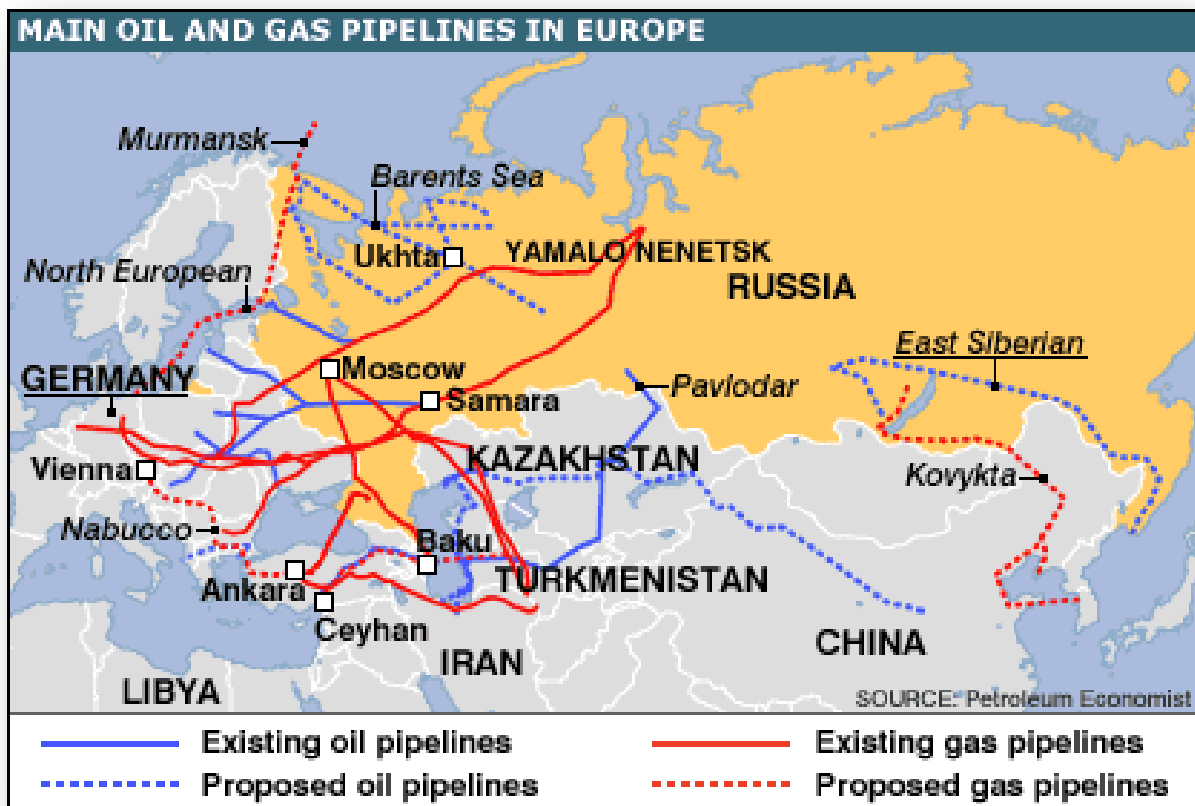 MAIN OIL AND GAS PIPELINES IN EUROPE
Murmansk
Barents Sea
Ukhta
YAMALO NENETSK
North European
RUSSIA
East Siberian
Moscow
GERMANY
Pavlodar
Samara
KAZAKHSTAN
Vienna
Kovykta
Nabucco
Baku
TURKMENISTAN
Ankara
Ceyhan
CHINA
IRAN
LIBYA
SOURCE: Petroleum Economist
Existing oil pipelines
Existing gas pipelines
Proposed oil pipelines
Proposed gas pipelines